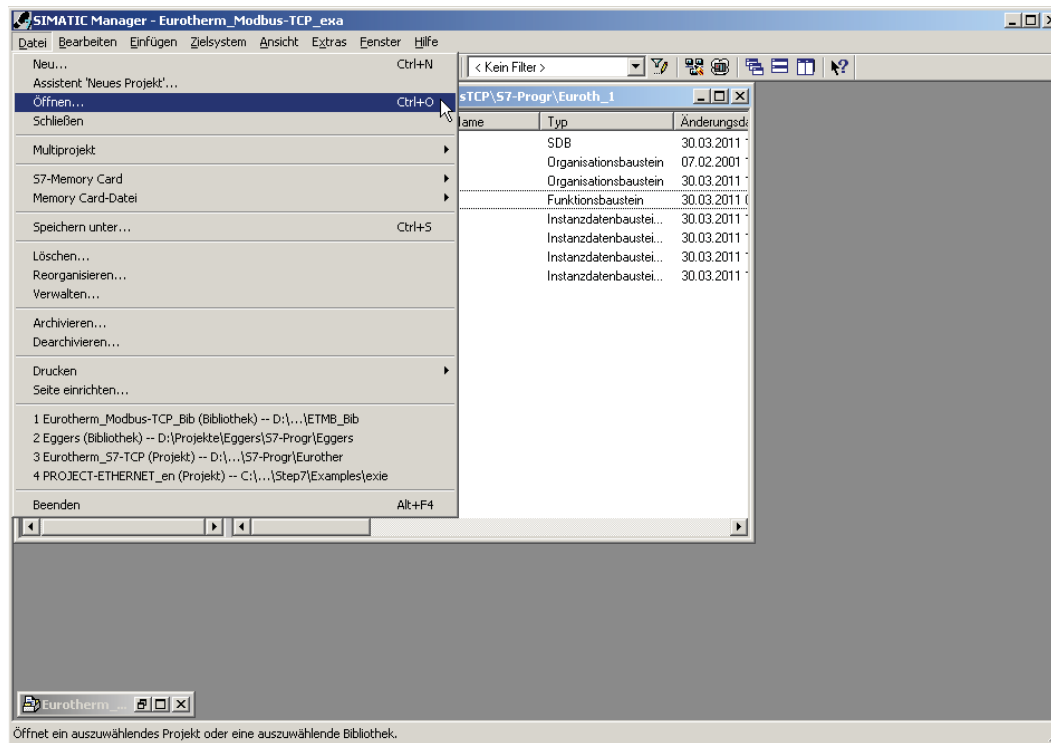 SIMATIC Manager - Eurotherm_Modbus-TCP_exa
Datei Bearbeiten Einfügen Zielsystem Ansicht Extras Fenster Hilfe
Neu... Ctrl+N
< Kein Filter >
Assistent 'Neues Projekt'...
Öffnen... Ctrl+O
sTCP\S7-Progr\Euroth_1
Schließen
Typ Änderungsda
SDB 30.03.2011
Multiprojekt
Organisationsbaustein 07.02.2001
S7-Memory Card
Organisationsbaustein 30.03.2011
Memory Card-Datei
Funktionsbaustein 30.03.2011
Speichern unter... Ctrl+S
Instanzdatenbaustei... 30.03.2011
Instanzdatenbaustei... 30.03.2011
Löschen...
Instanzdatenbaustei... 30.03.2011
Reorganisieren...
Instanzdatenbaustei... 30.03.2011
Verwalten...
Archivieren...
Dearchivieren...
Drucken
Seite einrichten...
1 Eurotherm_Modbus-TCP_Bib (Bibliothek) -- D:\...\ETMB_Bib
2 Eggers (Bibliothek) -- D:\Projekte\Eggers\S7-Progr\Eggers
3 Eurotherm_S7-TCP (Projekt) -- D:\...\S7-Progr\Eurother
4 PROJECT-ETHERNET_en (Projekt) -- C:\...\Step7\Examples\exie
Beenden Alt+F4
Eurotherm_...
Öffnet ein auszuwählendes Projekt oder eine auszuwählende Bibliothek.